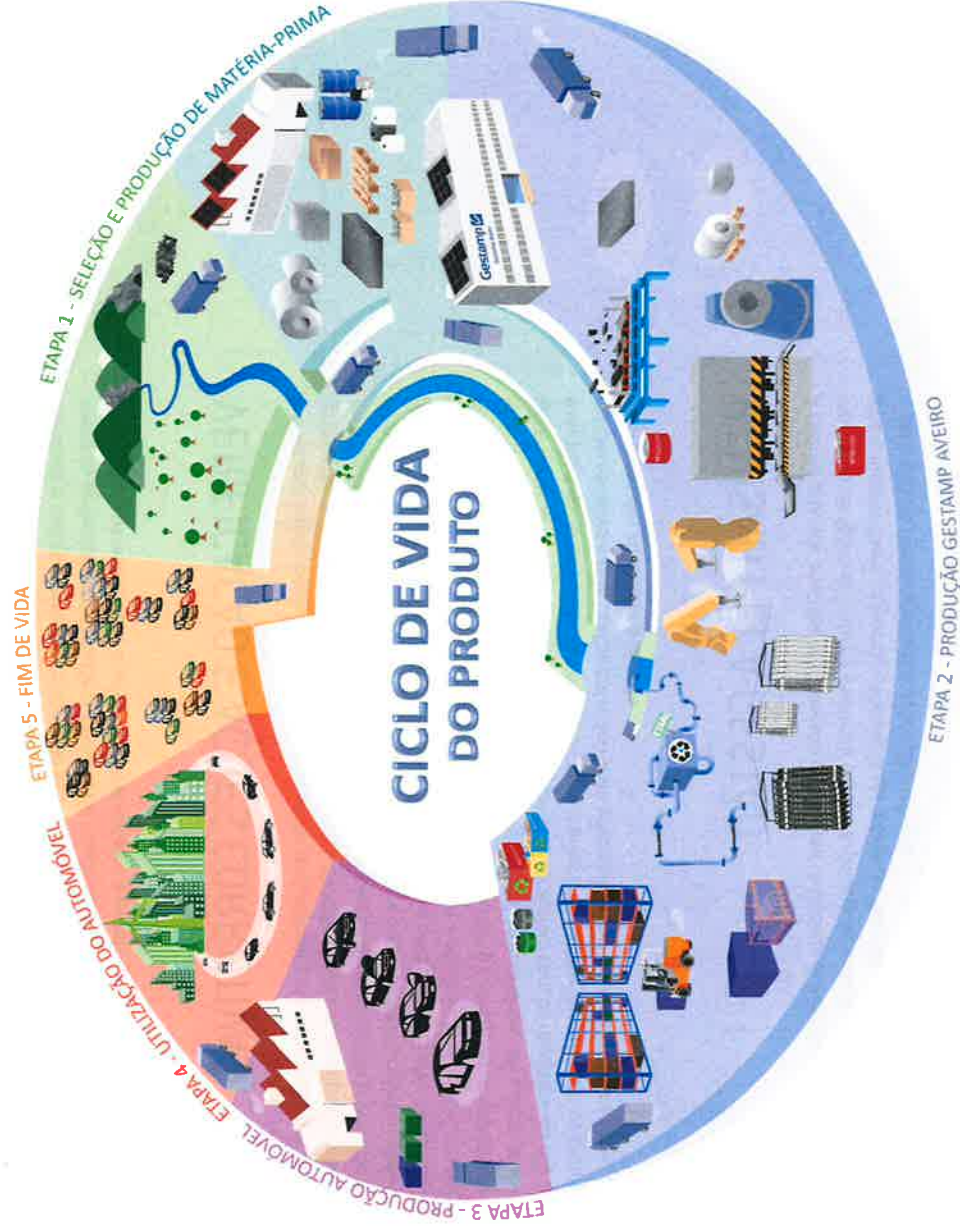 CICLO DE VIDA
DO PRODUTO
ETAPA 1 - SELEÇÃO E PRODUÇÃO DE MATÉRIA-PRIMA
Gestamp
ETAPA 2 - PRODUÇÃO GESTAMP AVEIRO
ETAPA 3 - PRODUÇÃO AUTOMÓVEL
ETAPA 4 - UTILIZAÇÃO DO AUTOMÓVEL
ETAPA 5 - FIM DE VIDA